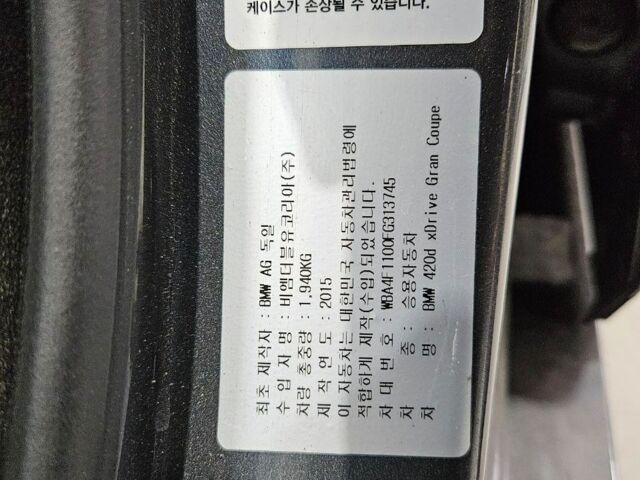 케이스가 손상될 수 있습니다.
최초 제작자 : BMW AG 독일
수 입 자 명 : 비엠더블유코리아(주)
차량 총중량 : 1,940KG
제 작 연 도 : 2015
이 자동차는 대한민국 자동차관리법령에
적합하게 제작(수입)되었습니다.
차 대 번 호 : WBA4F1100FG313745
차 종 : 승용자동차
차 명 : BMW 420d xDrive Gran Coupe